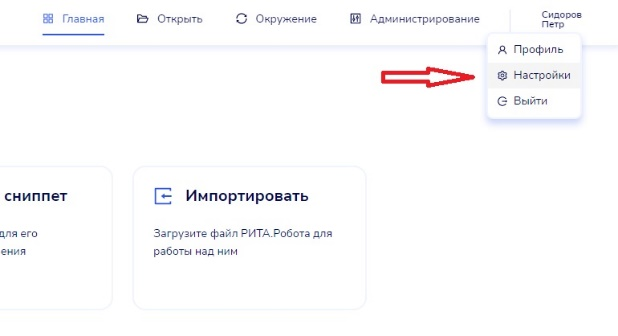 Главная Открыть Окружение Администрирование Сидоров
Петр
Профиль
Настройки
Выйти
сниппет
для его
ения
Импортировать
Загрузите файл РИТА.Робота для
работы над ним